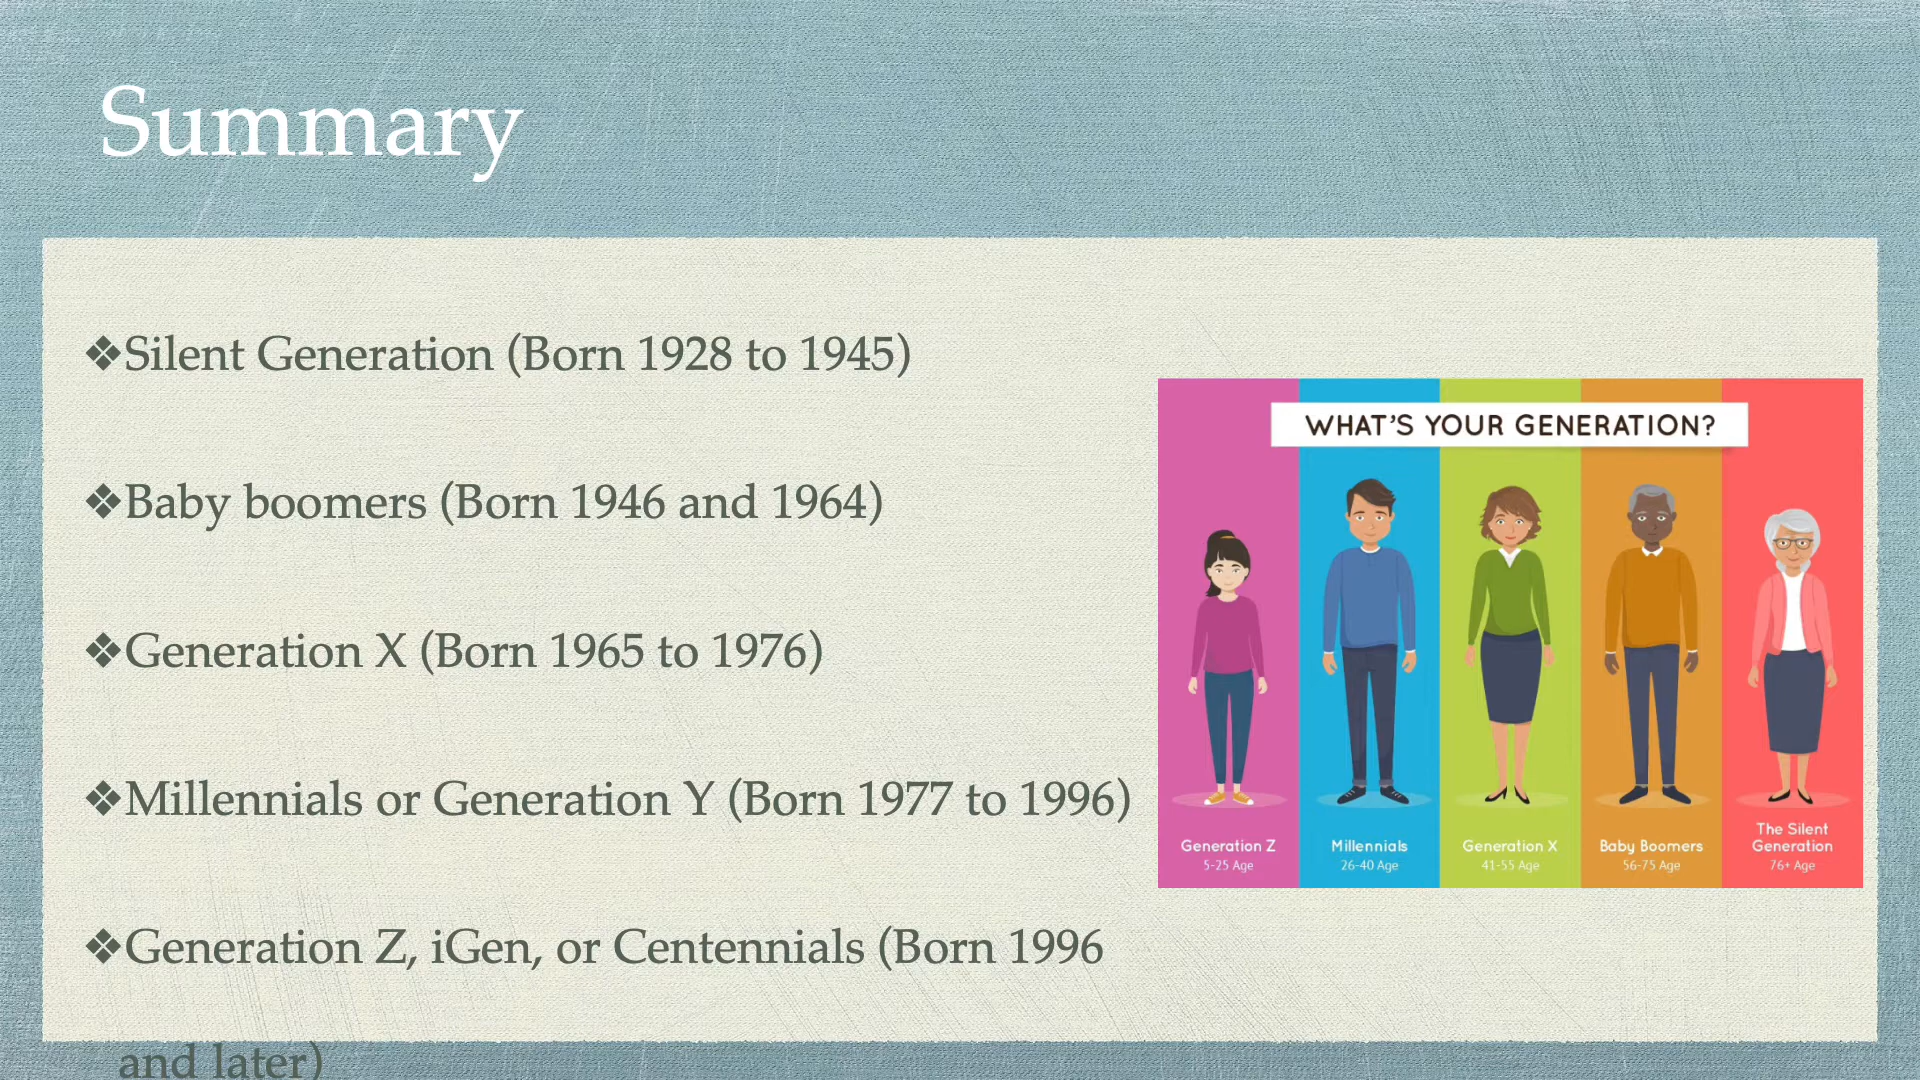 Summary
❖Silent Generation (Born 1928 to 1945)
❖Baby boomers (Born 1946 and 1964)
❖Generation X (Born 1965 to 1976)
❖Millennials or Generation Y (Born 1977 to 1996)
❖Generation Z, iGen, or Centennials (Born 1996
and later)
WHAT'S YOUR GENERATION?
Generation Z
5-25 Age
Millennials
26-40 Age
Generation X
41-55 Age
Baby Boomers
56-75 Age
The Silent
Generation
76+ Age